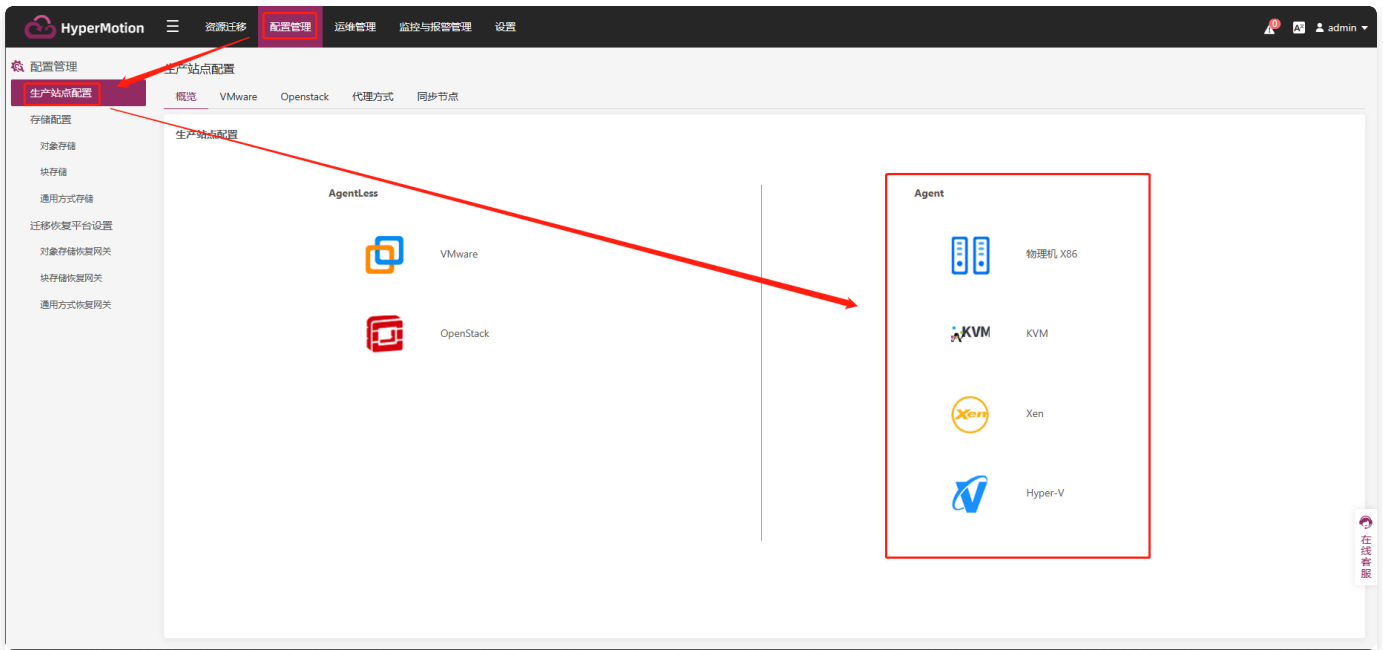 HyperMotion 资源迁移 配置管理 运维管理 监控与报警管理 设置 0 admin
配置管理
生产站点配置
存储配置
对象存储
块存储
通用方式存储
迁移恢复平台设置
对象存储恢复网关
块存储恢复网关
通用方式恢复网关
生产站点配置
概览 VMware Openstack 代理方式 同步节点
生产站点配置
AgentLess
VMware
OpenStack
Agent
物理机 X86
KVM KVM
Xen Xen
Hyper-V
在线客服